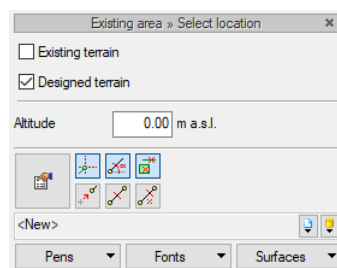 Existing area » Select location
Existing terrain
Designed terrain
Altitude 0.00 m a.s.l.
<New>
Pens Fonts Surfaces